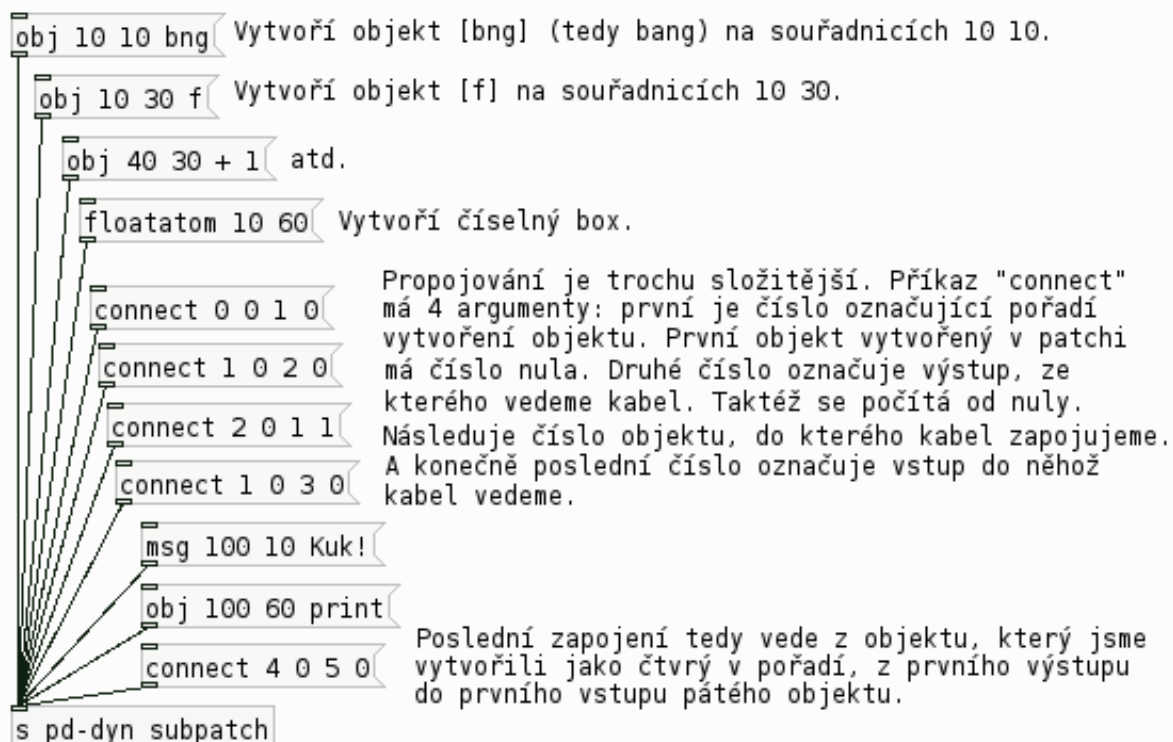 obj 10 10 bng
Vytvoří objekt [bng] (tedy bang) na souřadnicích 10 10.
obj 10 30 f
Vytvoří objekt [f] na souřadnicích 10 30.
obj 40 30 + 1
atd.
floatatom 10 60
Vytvoří číselný box.
connect 0 0 1 0
connect 1 0 2 0
connect 2 0 1 1
connect 1 0 3 0
Propojování je trochu složitější. Příkaz "connect"
má 4 argumenty: první je číslo označující pořadí
vytvoření objektu. První objekt vytvořený v patchi
má číslo nula. Druhé číslo označuje výstup, ze
kterého vedeme kabel. Taktéž se počítá od nuly.
Následuje číslo objektu, do kterého kabel zapojujeme.
A konečně poslední číslo označuje vstup do něhož
kabel vedeme.
msg 100 10 Kuk!
obj 100 60 print
connect 4 0 5 0
Poslední zapojení tedy vede z objektu, který jsme
vytvořili jako čtvrý v pořadí, z prvního výstupu
do prvního vstupu pátého objektu.
s pd-dyn subpatch